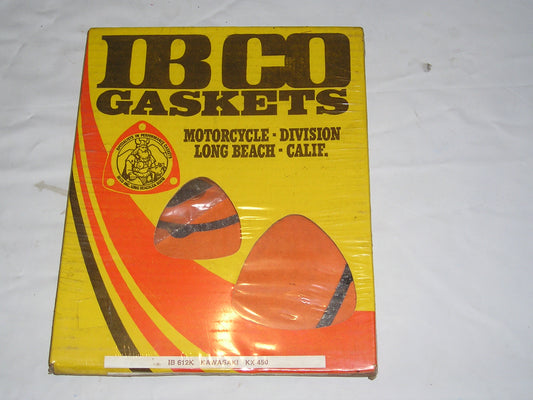 IBCO
GASKETS
MOTORCYCLE - DIVISION
LONG BEACH - CALIF.
IB 612K KAWASAKI KX 450